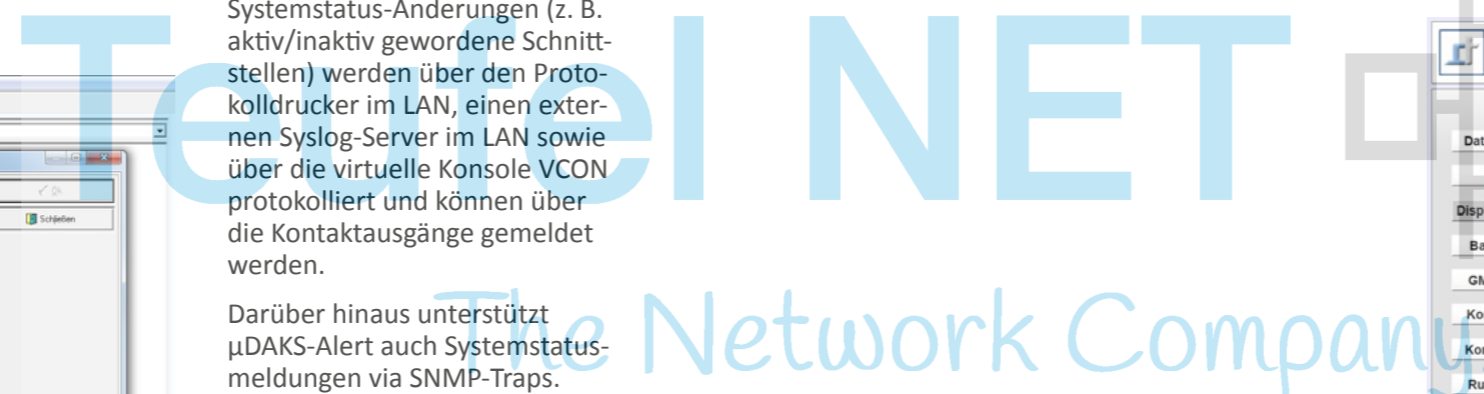 Systemstatus-Änderungen (z. B.
aktiv/inaktiv gewordene Schnitt-
stellen) werden über den Proto-
kolldrucker im LAN, einen exter-
nen Syslog-Server im LAN sowie
über die virtuelle Konsole VCON
protokolliert und können über
die Kontaktausgänge gemeldet
werden.
Darüber hinaus unterstützt
µDAKS-Alert auch Systemstatus-
meldungen via SNMP-Traps.
Teufel NET
The Network Company
Schließen